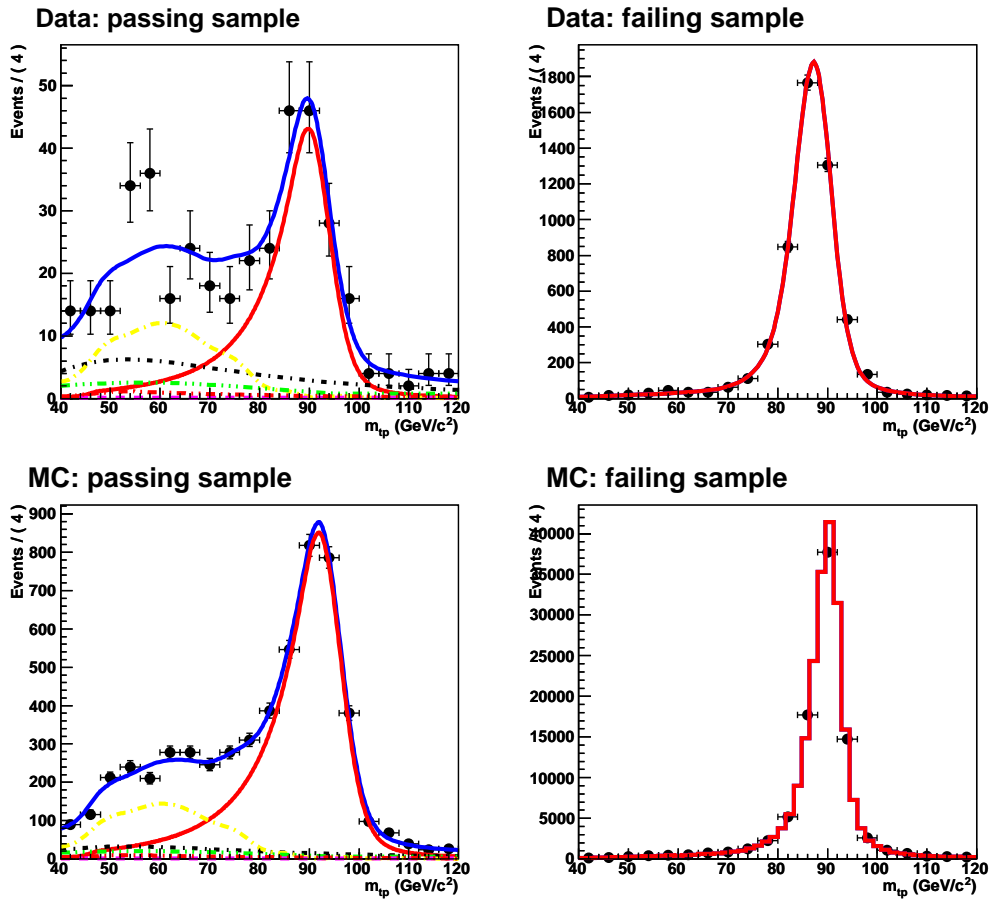 Data: passing sample
Data: failing sample
Events / ( 4 )
50
40
30
20
10
0
40 50 60 70 80 90 100 110 120
m_tp (GeV/c²)
Events / ( 4 )
1800
1600
1400
1200
1000
800
600
400
200
0
40 50 60 70 80 90 100 110 120
m_tp (GeV/c²)
MC: passing sample
MC: failing sample
Events / ( 4 )
900
800
700
600
500
400
300
200
100
0
40 50 60 70 80 90 100 110 120
m_tp (GeV/c²)
Events / ( 4 )
40000
35000
30000
25000
20000
15000
10000
5000
0
40 50 60 70 80 90 100 110 120
m_tp (GeV/c²)